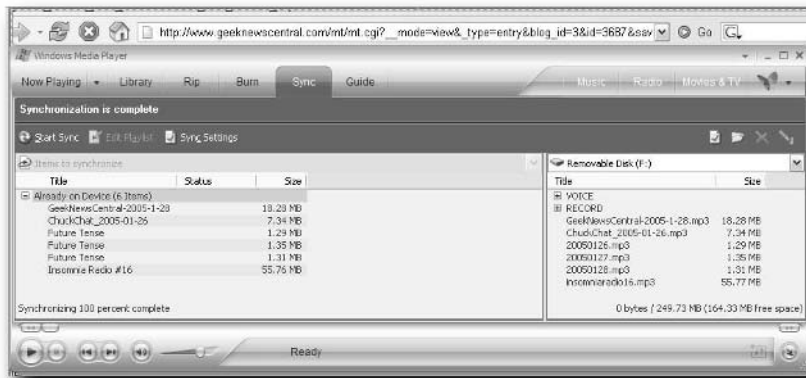 http://www.geeknewscentral.com/mt/mt.cgi?__mode=view&_type=entry&blog_id=3&id=3687&sav Go G
Windows Media Player
Now Playing Library Rip Burn Sync Guide Music Radio Movies & TV
Synchronization is complete
Start Sync Edit Playlist Sync Settings
Items to synchronize
Title Status Size
Already on Device (6 Items)
GeekNewsCentral-2005-1-28 18.28 MB
ChuckChat_2005-01-26 7.34 MB
Future Tense 1.29 MB
Future Tense 1.35 MB
Future Tense 1.31 MB
Insomnia Radio #16 55.76 MB
Synchronizing 100 percent complete
Removable Disk (F:)
Title Size
VOICE
RECORD
GeekNewsCentral-2005-1-28.mp3 18.28 MB
ChuckChat_2005-01-26.mp3 7.34 MB
20050126.mp3 1.29 MB
20050127.mp3 1.35 MB
20050128.mp3 1.31 MB
insomniaradio16.mp3 55.77 MB
0 bytes / 249.73 MB (164.33 MB free space)
Ready